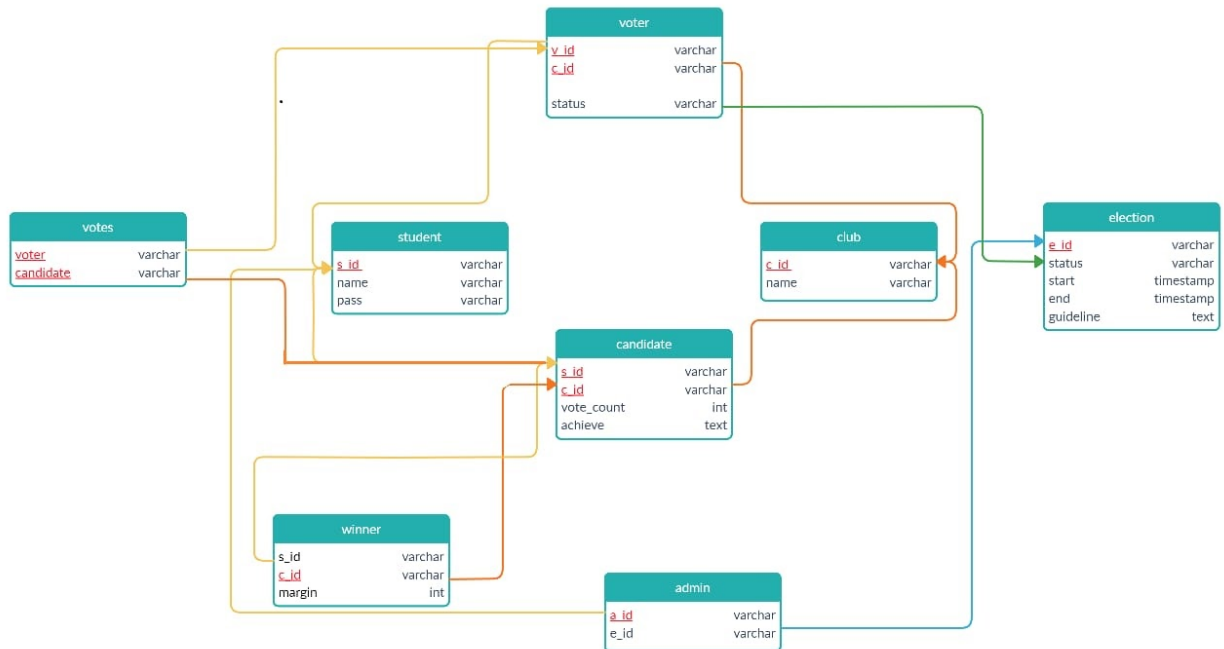 voter
v_id varchar
c_id varchar
status varchar
votes
voter varchar
candidate varchar
student
s_id varchar
name varchar
pass varchar
club
c_id varchar
name varchar
election
e_id varchar
status varchar
start timestamp
end timestamp
guideline text
candidate
s_id varchar
c_id varchar
vote_count int
achieve text
winner
s_id varchar
c_id varchar
margin int
admin
a_id varchar
e_id varchar